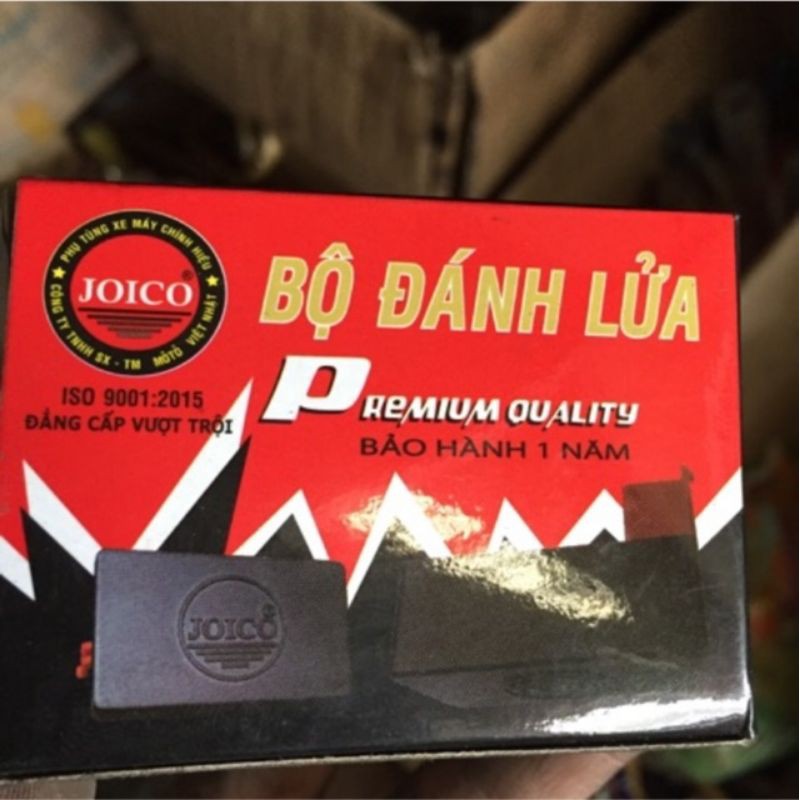 PHỤ TÙNG XE MÁY CHÍNH HIỆU
JOICO®
CÔNG TY TNHH SX - TM MÔTÔ VIỆT NHẬT
ISO 9001:2015
ĐẲNG CẤP VƯỢT TRỘI
BỘ ĐÁNH LỬA
PREMIUM QUALITY
BẢO HÀNH 1 NĂM
JOICO®